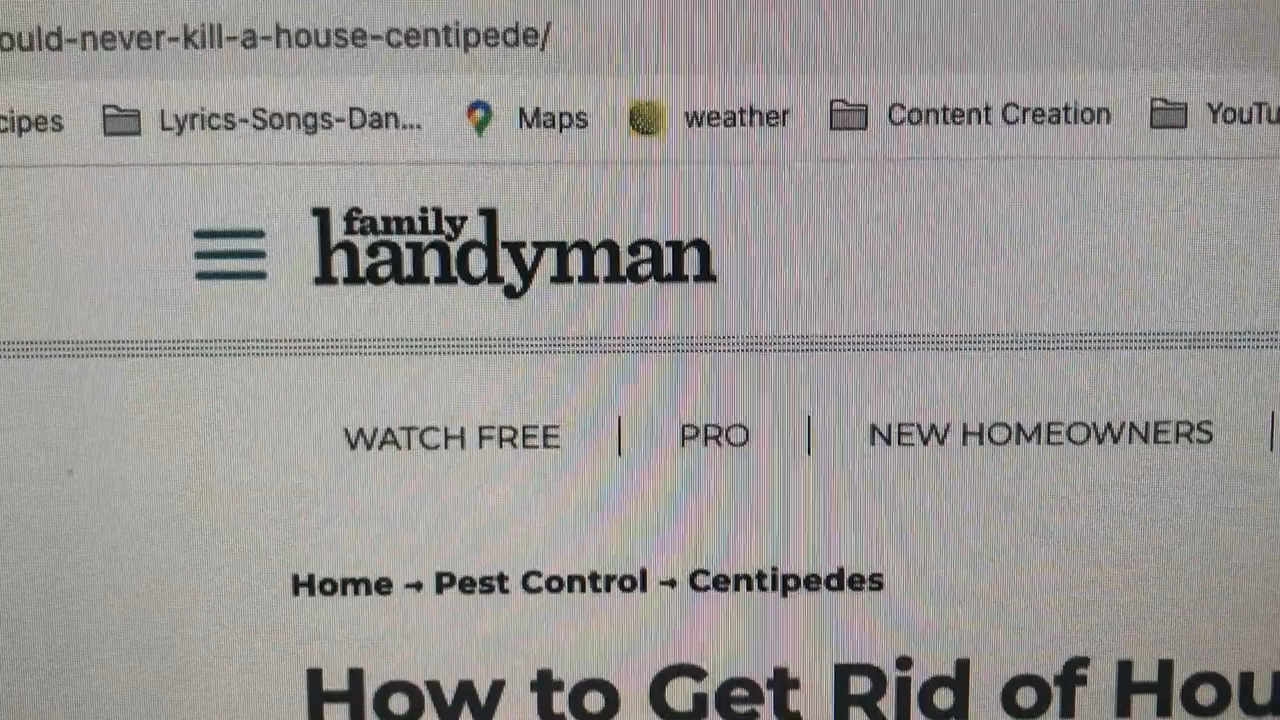 ould-never-kill-a-house-centipede/
cipes Lyrics-Songs-Dan... Maps weather Content Creation YouTu
family
handyman
WATCH FREE | PRO | NEW HOMEOWNERS |
Home → Pest Control → Centipedes
How to Get Rid of Hou